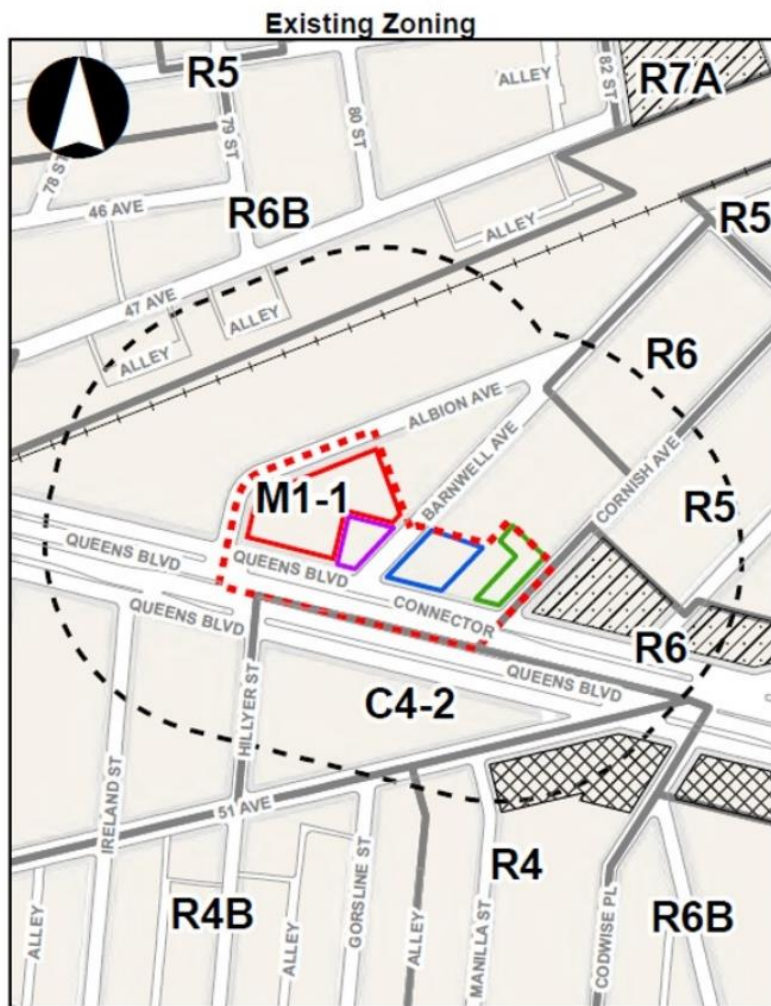 Existing Zoning
R5
R7A
ALLEY
82 ST
79 ST
80 ST
78 ST
46 AVE
R6B
R5
ALLEY
47 AVE
ALLEY
ALLEY
R6
ALBION AVE
BARNWELL AVE
CORNISH AVE
M1-1
R5
QUEENS BLVD
QUEENS BLVD
CONNECTOR
QUEENS BLVD
R6
QUEENS BLVD
C4-2
HILLYER ST
IRELAND ST
51 AVE
GORSLINE ST
R4
R4B
R6B
ALLEY
ALLEY
ALLEY
MANILLA ST
CODWISE PL